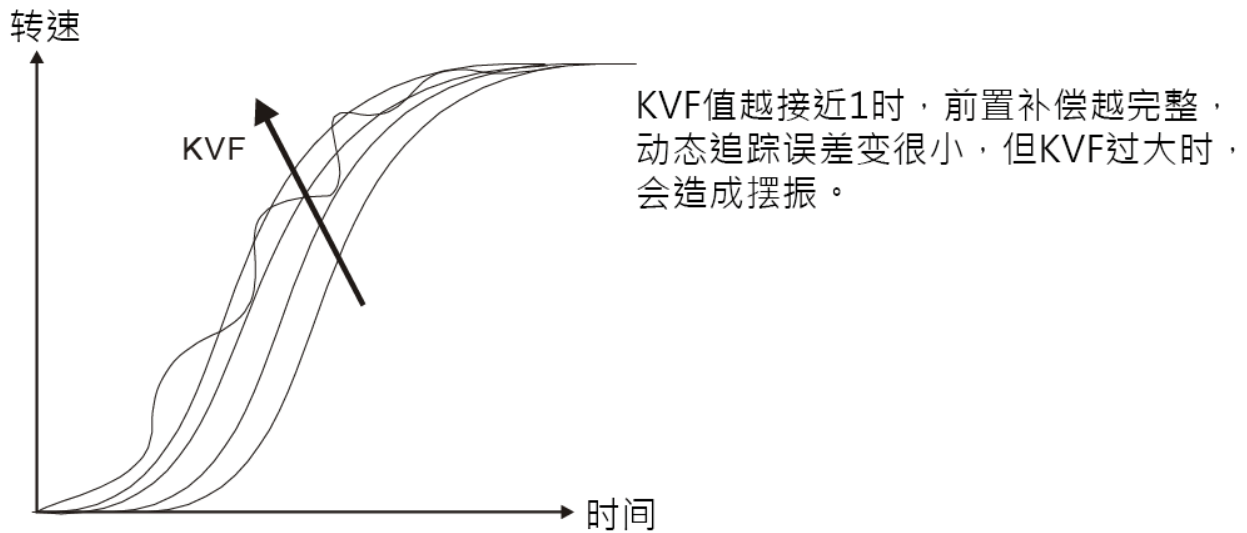 转速
KVF
KVF值越接近1时，前置补偿越完整，
动态追踪误差变很小，但KVF过大时，
会造成摆振。
时间